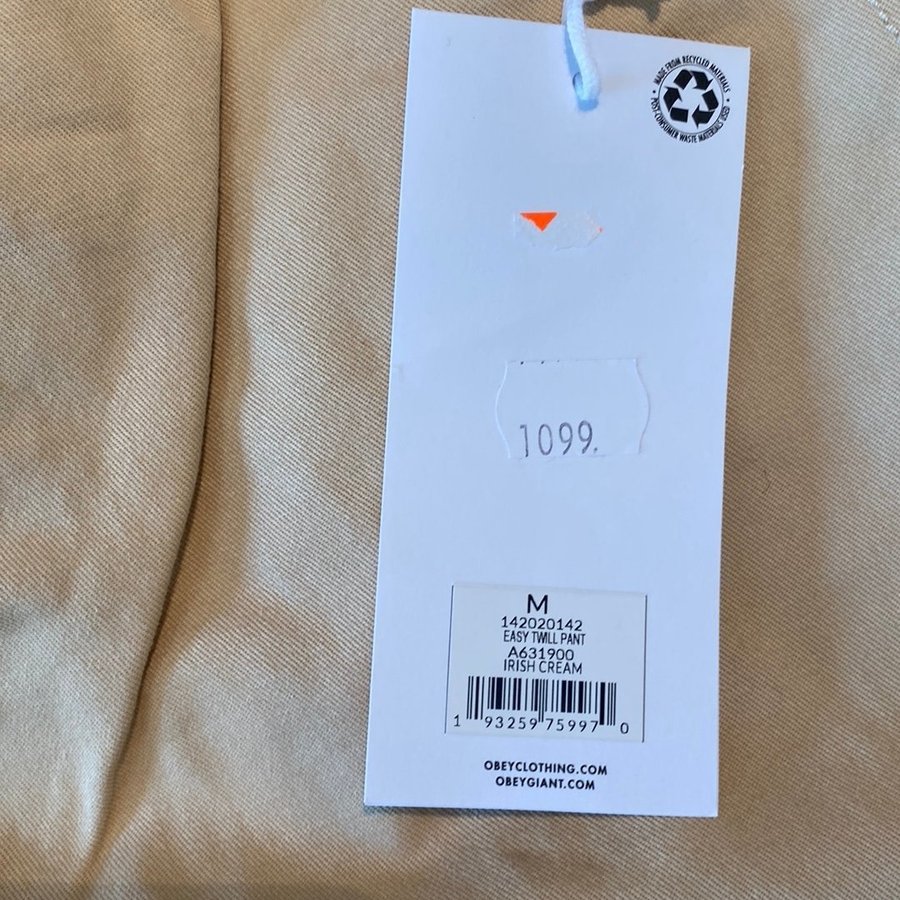 MADE FROM RECYCLED MATERIALS
POST-CONSUMER WASTE MATERIALS USED
1099.
M
142020142
EASY TWILL PANT
A631900
IRISH CREAM
1 93259 75997 0
OBEYCLOTHING.COM
OBEYGIANT.COM